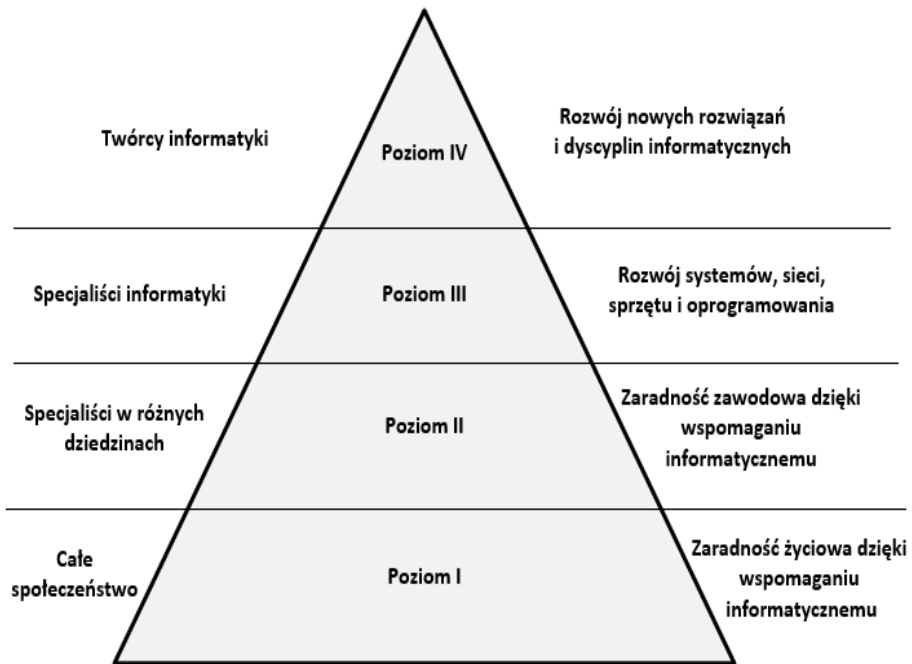 Twórcy informatyki
Poziom IV
Rozwój nowych rozwiązań
i dyscyplin informatycznych
Specjaliści informatyki
Poziom III
Rozwój systemów, sieci,
sprzętu i oprogramowania
Specjaliści w różnych
dziedzinach
Poziom II
Zaradność zawodowa dzięki
wspomaganiu
informatycznemu
Całe
społeczeństwo
Poziom I
Zaradność życiowa dzięki
wspomaganiu
informatycznemu